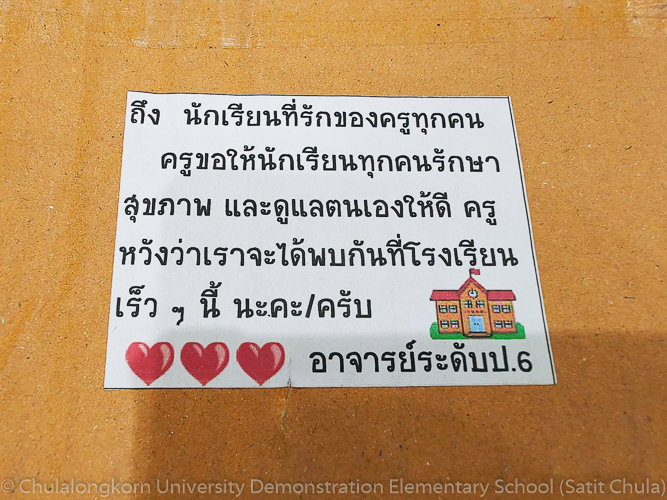 ถึง นักเรียนที่รักของครูทุกคน
ครูขอให้นักเรียนทุกคนรักษา
สุขภาพ และดูแลตนเองให้ดี ครู
หวังว่าเราจะได้พบกันที่โรงเรียน
เร็ว ๆ นี้ นะคะ/ครับ
อาจารย์ระดับป.6
© Chulalongkorn University Demonstration Elementary School (Satit Chula)